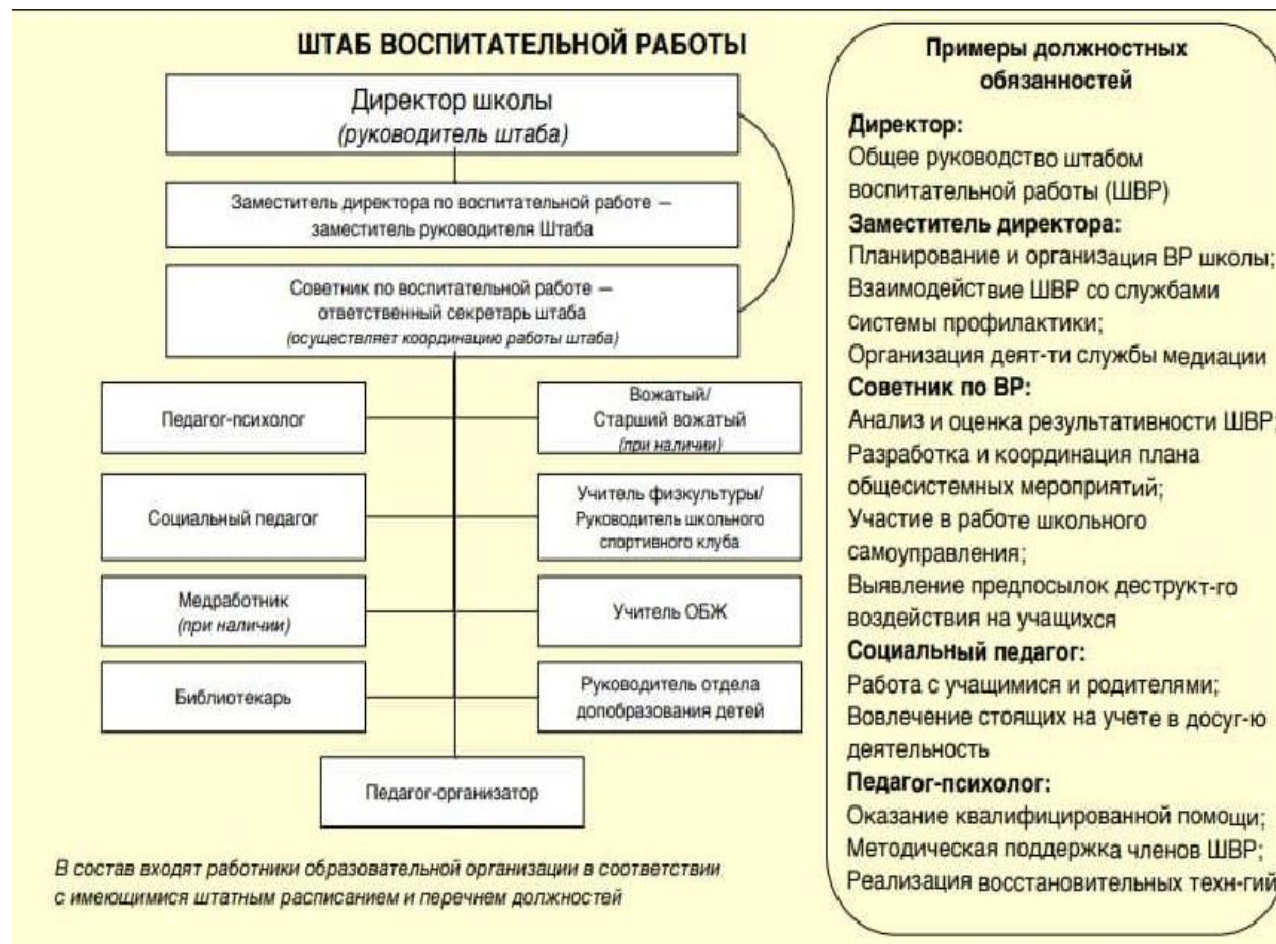 ШТАБ ВОСПИТАТЕЛЬНОЙ РАБОТЫ
Директор школы
(руководитель штаба)
Заместитель директора по воспитательной работе —
заместитель руководителя Штаба
Советник по воспитательной работе —
ответственный секретарь штаба
(осуществляет координацию работы штаба)
Педагог-психолог
Вожатый/
Старший вожатый
(при наличии)
Социальный педагог
Учитель физкультуры/
Руководитель школьного
спортивного клуба
Медработник
(при наличии)
Учитель ОБЖ
Библиотекарь
Руководитель отдела
допобразования детей
Педагог-организатор
В состав входят работники образовательной организации в соответствии
с имеющимися штатным расписанием и перечнем должностей
Примеры должностных
обязанностей
Директор:
Общее руководство штабом
воспитательной работы (ШВР)
Заместитель директора:
Планирование и организация ВР школы;
Взаимодействие ШВР со службами
системы профилактики;
Организация деят-ти службы медиации
Советник по ВР:
Анализ и оценка результативности ШВР;
Разработка и координация плана
общесистемных мероприятий;
Участие в работе школьного
самоуправления;
Выявление предпосылок деструкт-го
воздействия на учащихся
Социальный педагог:
Работа с учащимися и родителями;
Вовлечение стоящих на учете в досуг-ю
деятельность
Педагог-психолог:
Оказание квалифицированной помощи;
Методическая поддержка членов ШВР;
Реализация восстановительных техн-гий